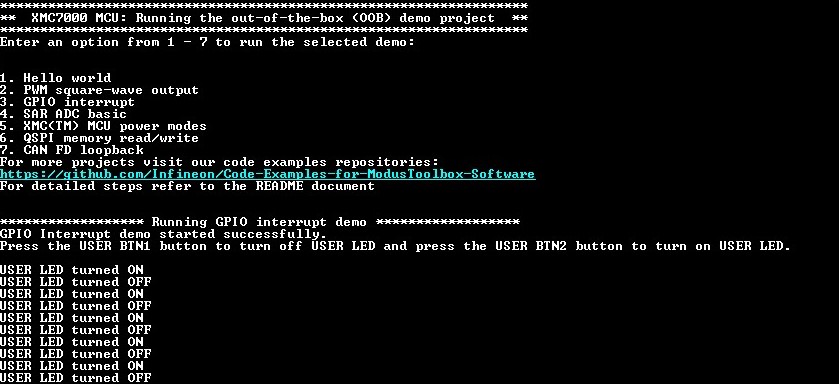 **********************************************************************
**  XMC7000 MCU: Running the out-of-the-box (OOB) demo project  **
**********************************************************************
Enter an option from 1 - 7 to run the selected demo:
1. Hello world
2. PWM square-wave output
3. GPIO interrupt
4. SAR ADC basic
5. XMC(TM) MCU power modes
6. QSPI memory read/write
7. CAN FD loopback
For more projects visit our code examples repositories:
https://github.com/Infineon/Code-Examples-for-ModusToolbox-Software
For detailed steps refer to the README document
****************** Running GPIO interrupt demo ******************
GPIO Interrupt demo started successfully.
Press the USER BTN1 button to turn off USER LED and press the USER BTN2 button to turn on USER LED.
USER LED turned ON
USER LED turned OFF
USER LED turned ON
USER LED turned OFF
USER LED turned ON
USER LED turned OFF
USER LED turned ON
USER LED turned OFF
USER LED turned ON
USER LED turned OFF